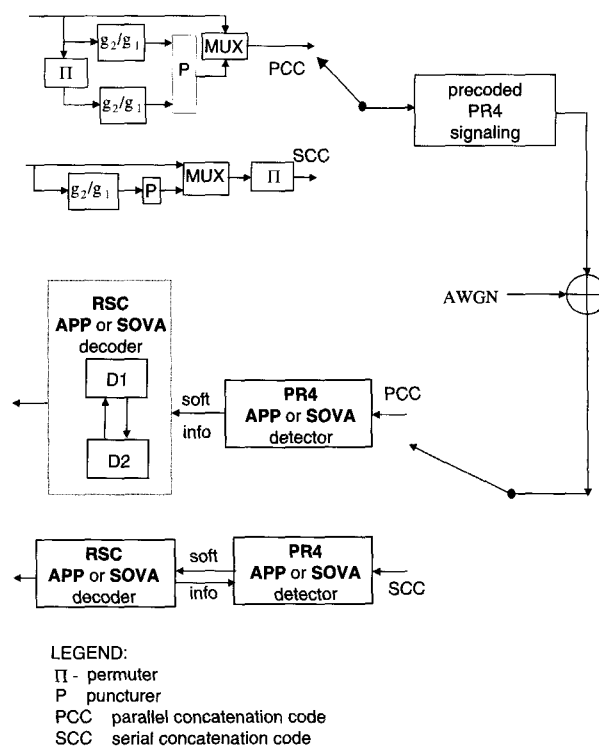 g₂/g₁
MUX
P
Π
PCC
g₂/g₁
precoded
PR4
signaling
SCC
MUX
Π
g₂/g₁
P
AWGN
RSC
APP or SOVA
decoder
D1
D2
soft
info
PR4
APP or SOVA
detector
PCC
RSC
APP or SOVA
decoder
soft
info
PR4
APP or SOVA
detector
SCC
LEGEND:
Π - permuter
P puncturer
PCC parallel concatenation code
SCC serial concatenation code